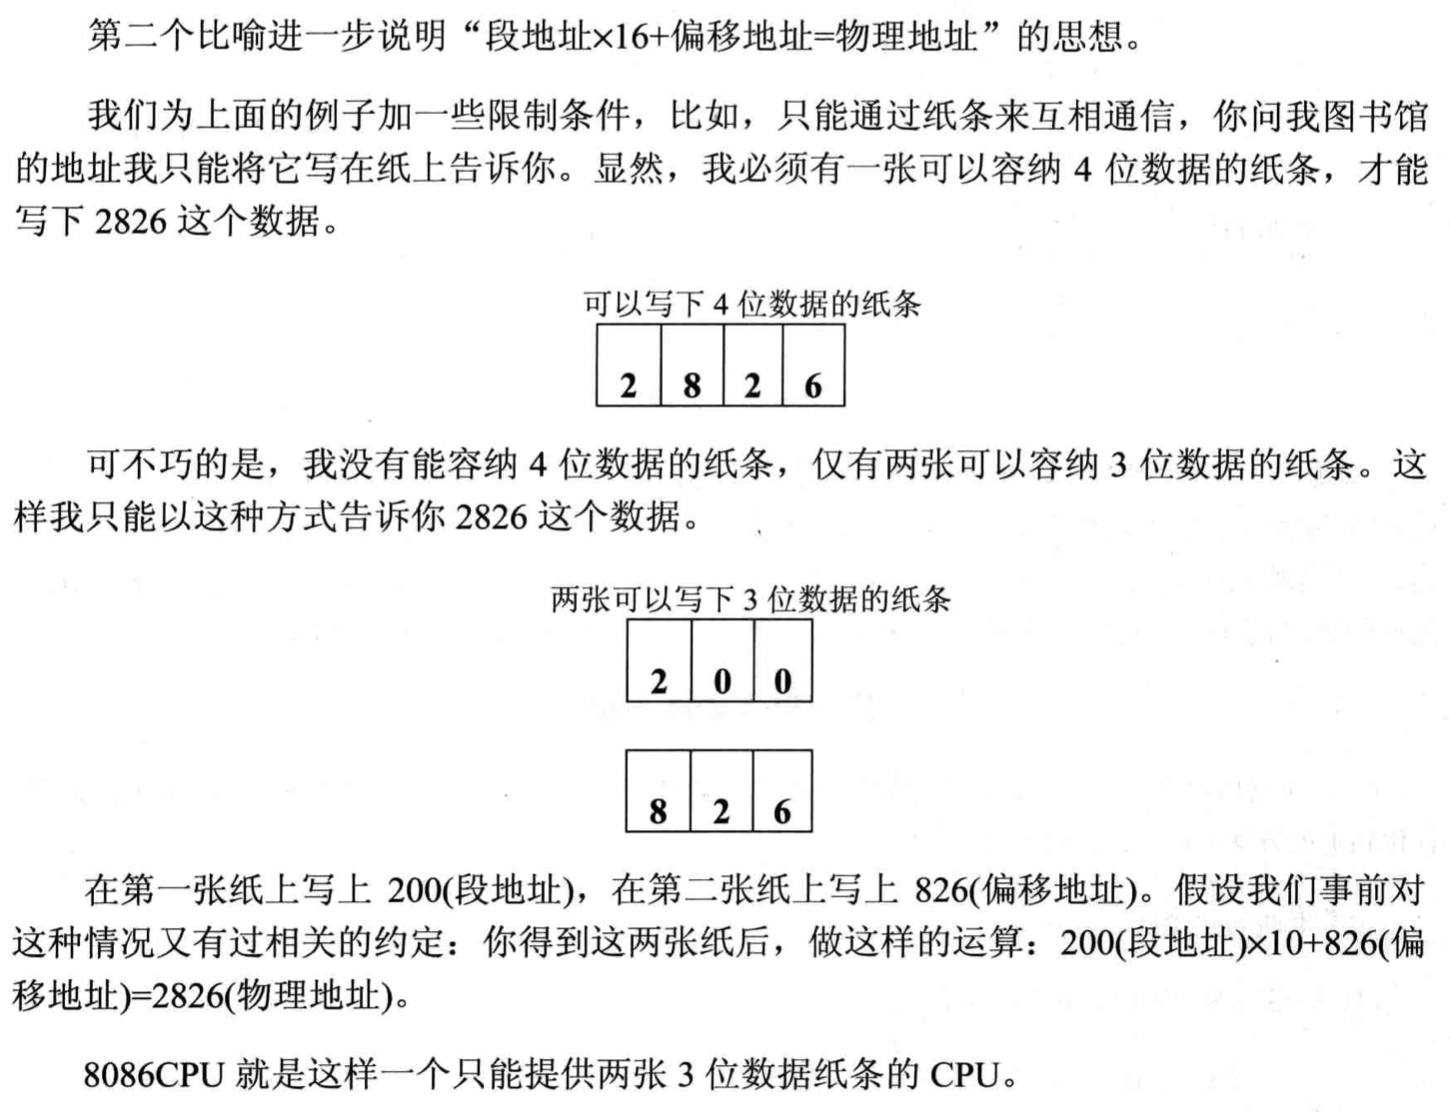 第二个比喻进一步说明“段地址×16+偏移地址=物理地址”的思想。
我们为上面的例子加一些限制条件，比如，只能通过纸条来互相通信，你问我图书馆
的地址我只能将它写在纸上告诉你。显然，我必须有一张可以容纳 4 位数据的纸条，才能
写下 2826 这个数据。
可以写下 4 位数据的纸条
2 8 2 6
可不巧的是，我没有能容纳 4 位数据的纸条，仅有两张可以容纳 3 位数据的纸条。这
样我只能以这种方式告诉你 2826 这个数据。
两张可以写下 3 位数据的纸条
2 0 0
8 2 6
在第一张纸上写上 200(段地址)，在第二张纸上写上 826(偏移地址)。假设我们事前对
这种情况又有过相关的约定：你得到这两张纸后，做这样的运算：200(段地址)×10+826(偏
移地址)=2826(物理地址)。
8086CPU 就是这样一个只能提供两张 3 位数据纸条的 CPU。